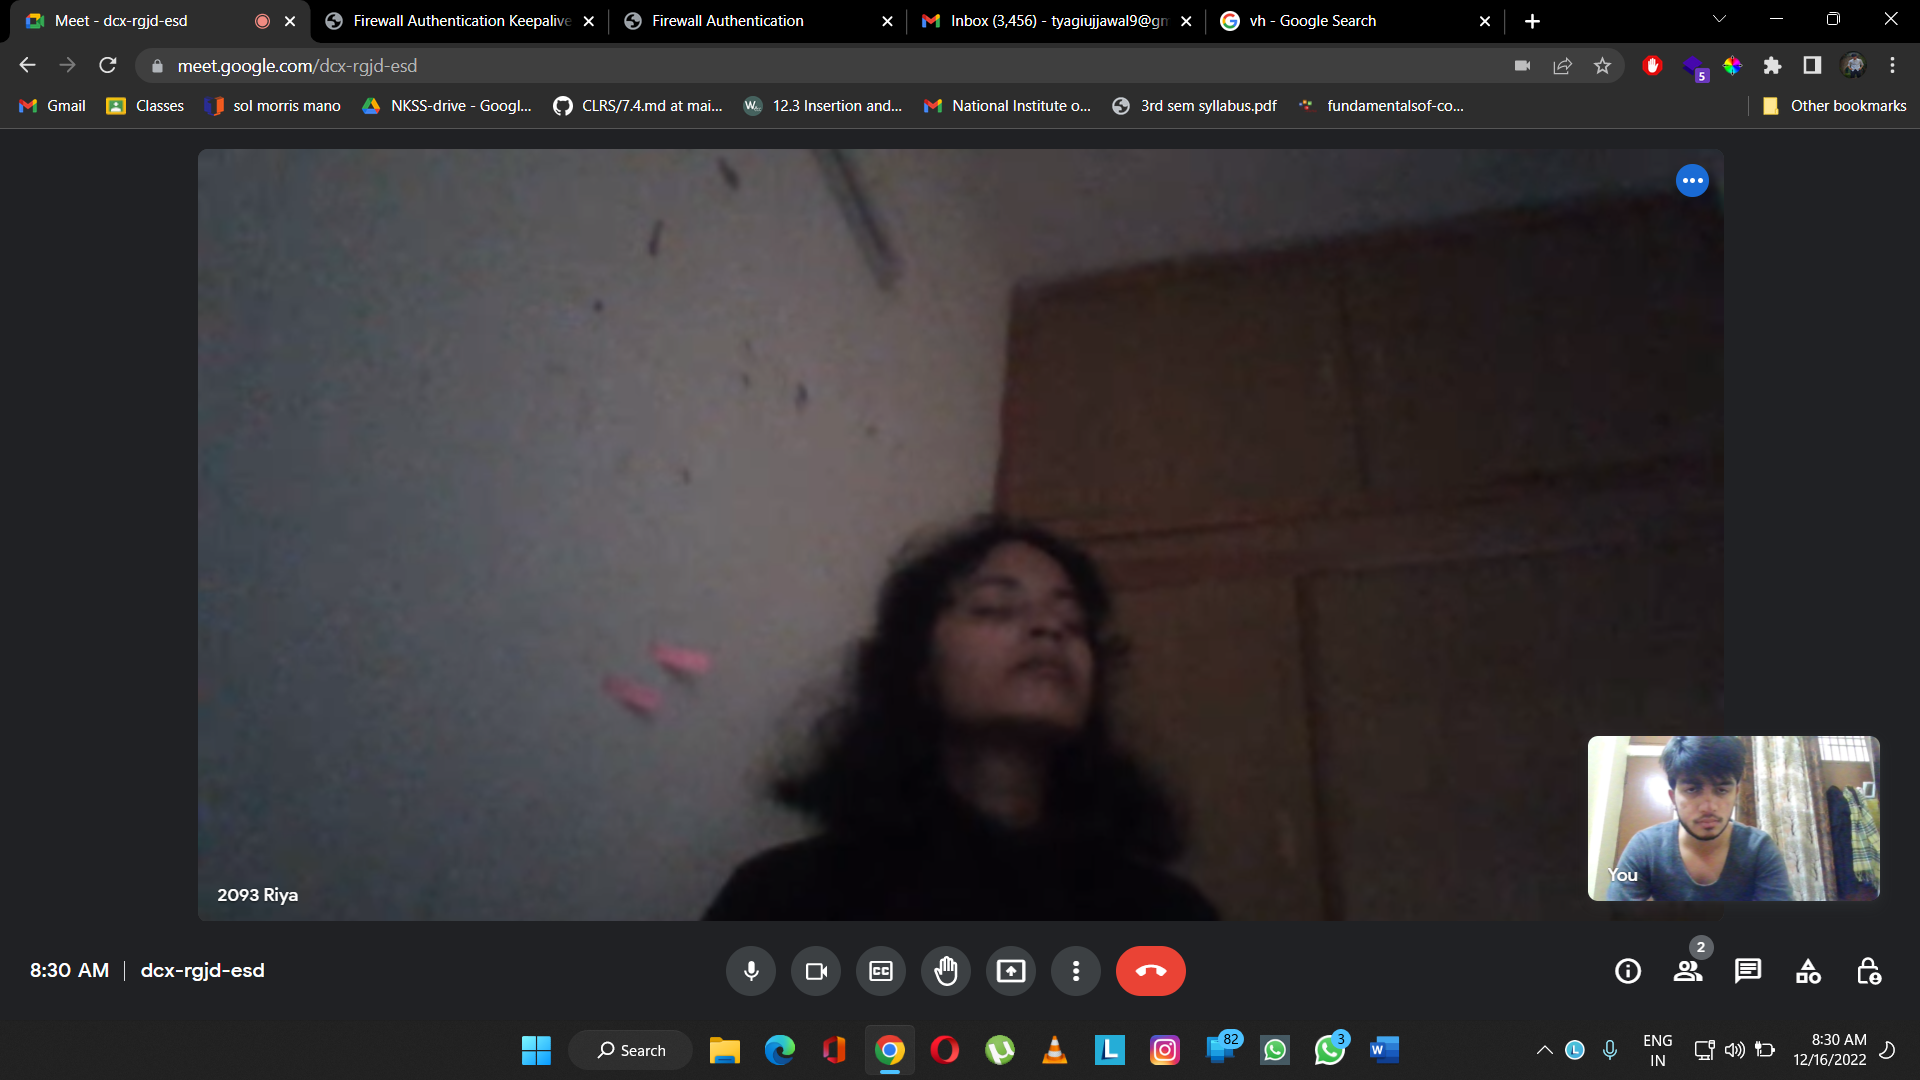 Meet - dcx-rgjd-esd
Firewall Authentication Keepalive
Firewall Authentication
Inbox (3,456) - tyagiujjawal9@gm
vh - Google Search
meet.google.com/dcx-rgjd-esd
5
Gmail
Classes
sol morris mano
NKSS-drive - Googl...
CLRS/7.4.md at mai...
12.3 Insertion and...
National Institute o...
3rd sem syllabus.pdf
fundamentalsof-co...
Other bookmarks
2093 Riya
You
8:30 AM
dcx-rgjd-esd
CC
2
Search
82
3
ENG
IN
8:30 AM
12/16/2022